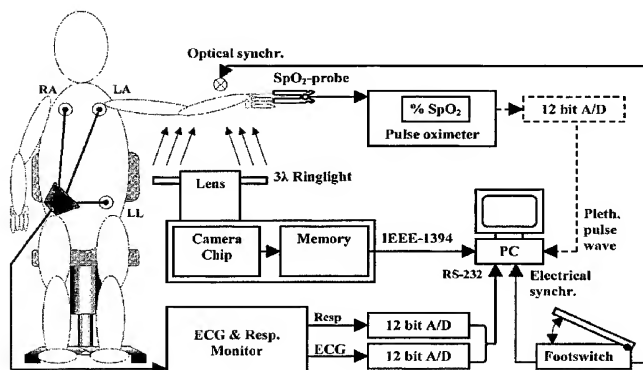 Optical synchr.
SpO₂-probe
RA
LA
% SpO₂
Pulse oximeter
12 bit A/D
3λ Ringlight
Lens
LL
Pleth.
pulse
wave
Camera
Chip
Memory
IEEE-1394
PC
RS-232
Electrical
synchr.
ECG & Resp.
Monitor
Resp
12 bit A/D
ECG
12 bit A/D
Footswitch